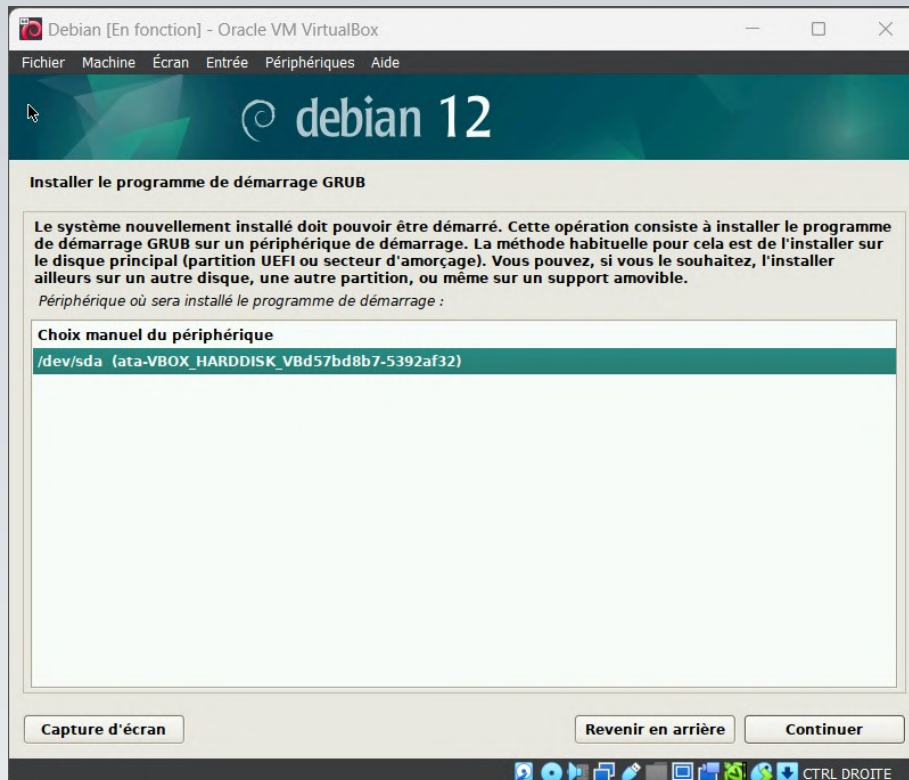 Debian [En fonction] - Oracle VM VirtualBox
Fichier Machine Écran Entrée Périphériques Aide
debian 12
Installer le programme de démarrage GRUB
Le système nouvellement installé doit pouvoir être démarré. Cette opération consiste à installer le programme
de démarrage GRUB sur un périphérique de démarrage. La méthode habituelle pour cela est de l'installer sur
le disque principal (partition UEFI ou secteur d'amorçage). Vous pouvez, si vous le souhaitez, l'installer
ailleurs sur un autre disque, une autre partition, ou même sur un support amovible.
Périphérique où sera installé le programme de démarrage :
Choix manuel du périphérique
/dev/sda (ata-VBOX_HARDDISK_VBd57bd8b7-5392af32)
Capture d'écran Revenir en arrière Continuer
CTRL DROITE